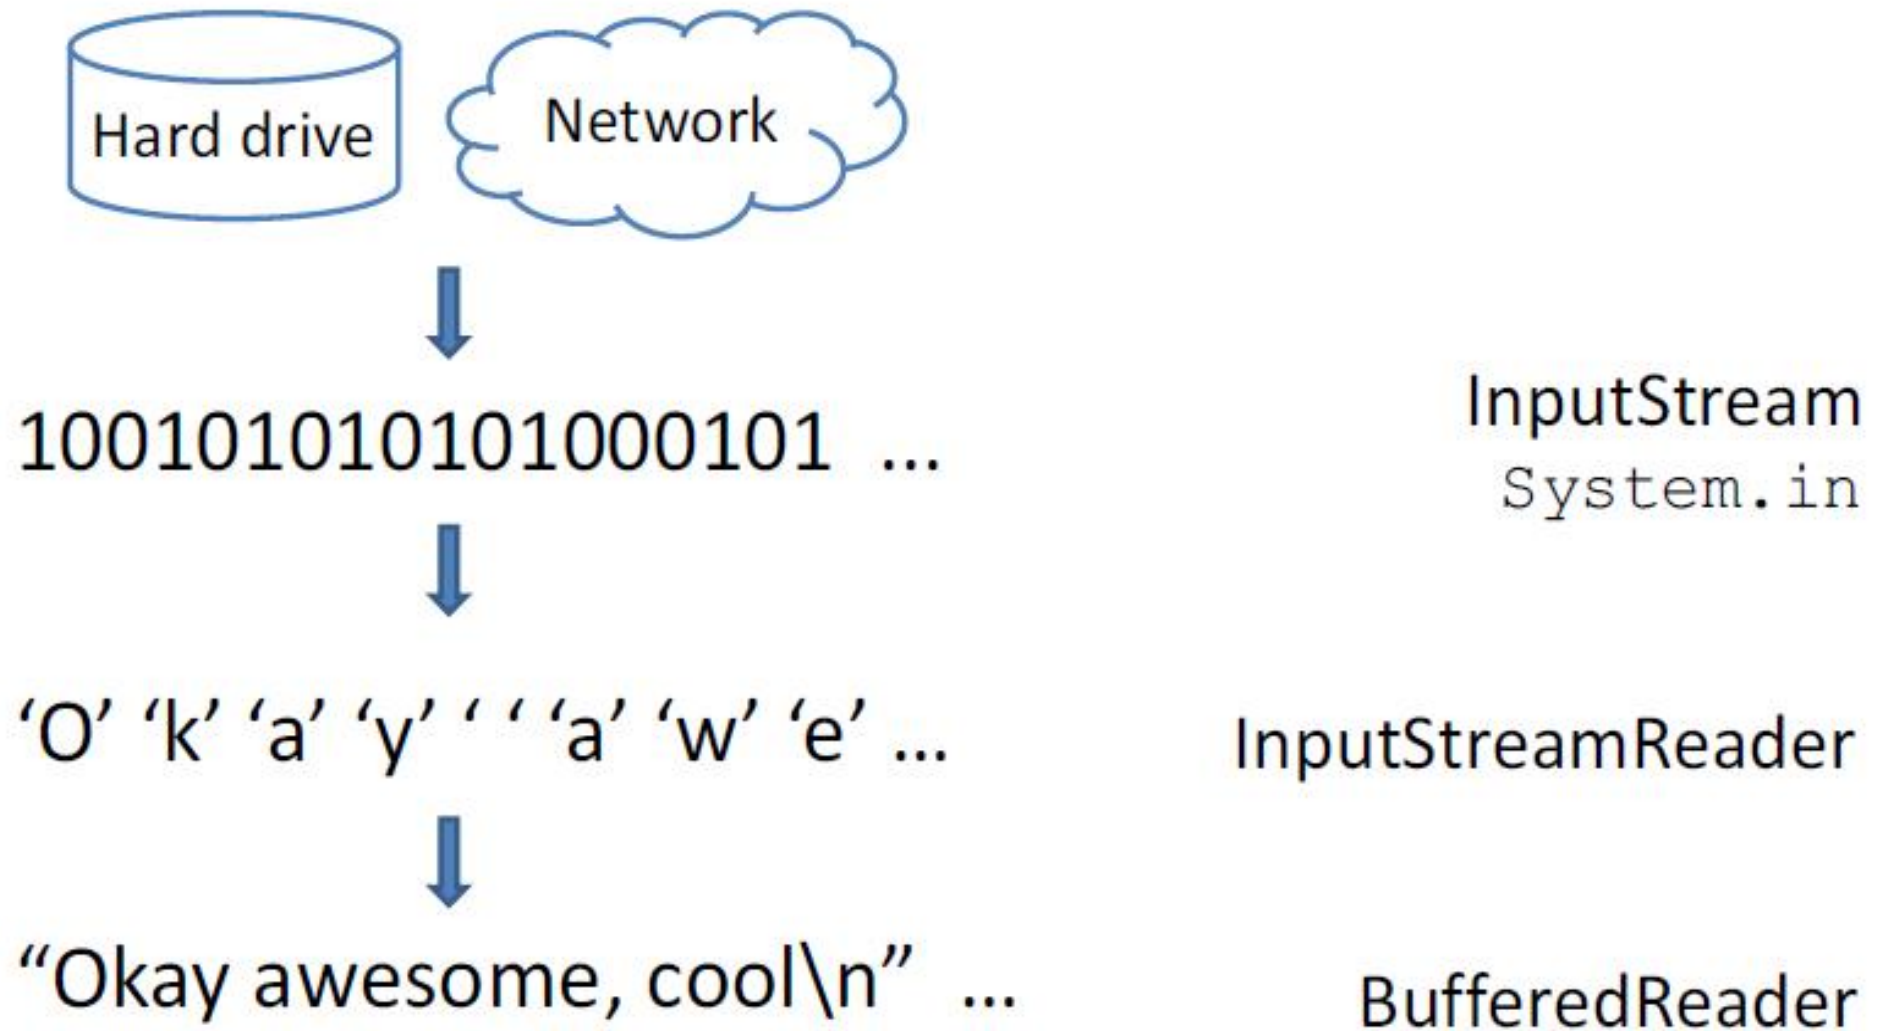 Hard drive
Network
100101010101000101 ...
InputStream
System.in
‘O’ ‘k’ ‘a’ ‘y’ ‘ ‘ ‘a’ ‘w’ ‘e’ ...
InputStreamReader
“Okay awesome, cool\n” ...
BufferedReader